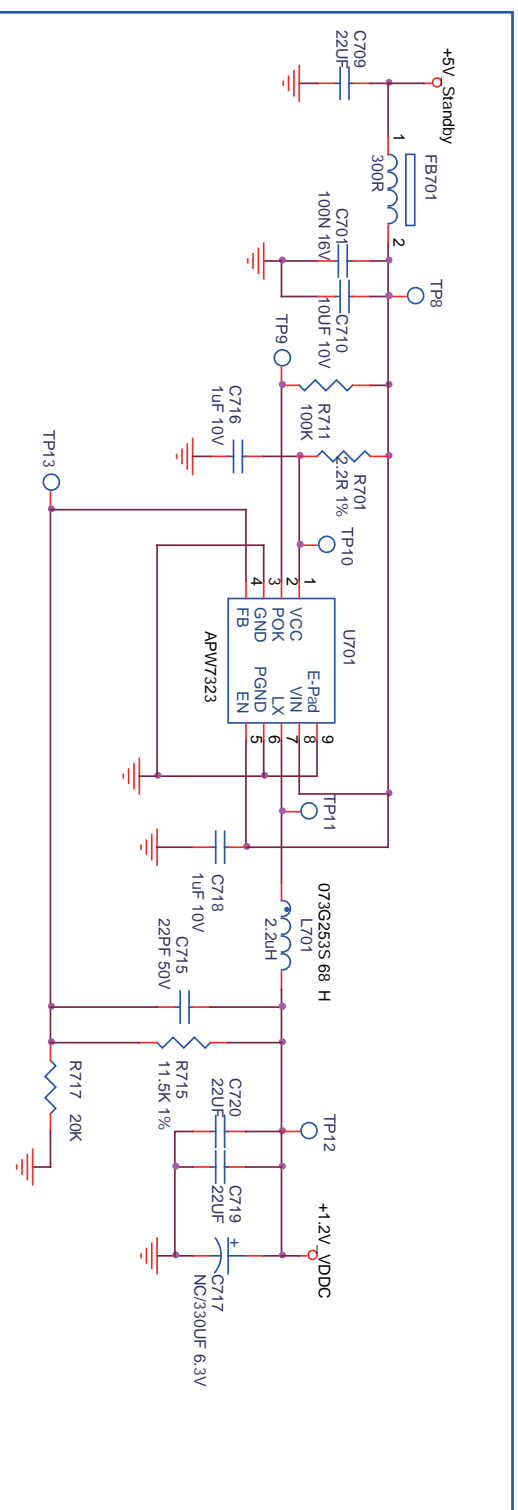 +5V_Standby
C709
22UF
1
FB701
300R
2
C701
100N 16V
TP8
C710
10UF 10V
TP9
R711
100K
C716
1uF 10V
R701
2.2R 1%
TP10
TP13
U701
1
2
3
4
VCC
POK
GND
FB
E-Pad
VIN
LX
PGND
EN
9
8
7
6
5
APW7323
TP11
C718
1uF 10V
073G253S 68 H
L701
2.2uH
C715
22PF 50V
R715
11.5K 1%
R717 20K
TP12
C720
22UF
C719
22UF
+1.2V_VDDC
+
C717
NC/330UF 6.3V